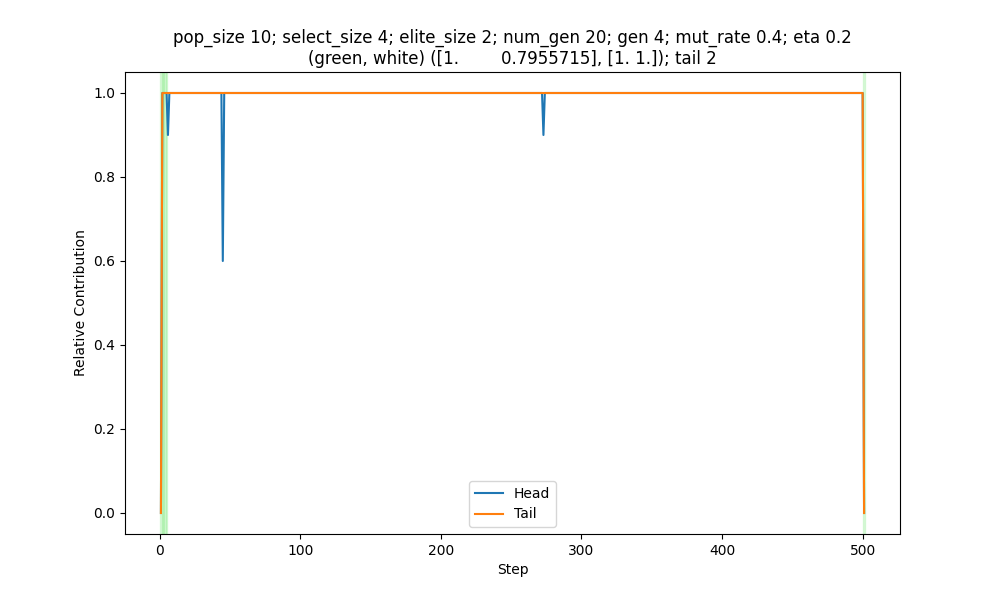 pop_size 10; select_size 4; elite_size 2; num_gen 20; gen 4; mut_rate 0.4; eta 0.2
(green, white) ([1.        0.7955715], [1. 1.]); tail 2
Relative Contribution
1.0
0.8
0.6
0.4
0.2
0.0
Head
Tail
0 100 200 300 400 500
Step